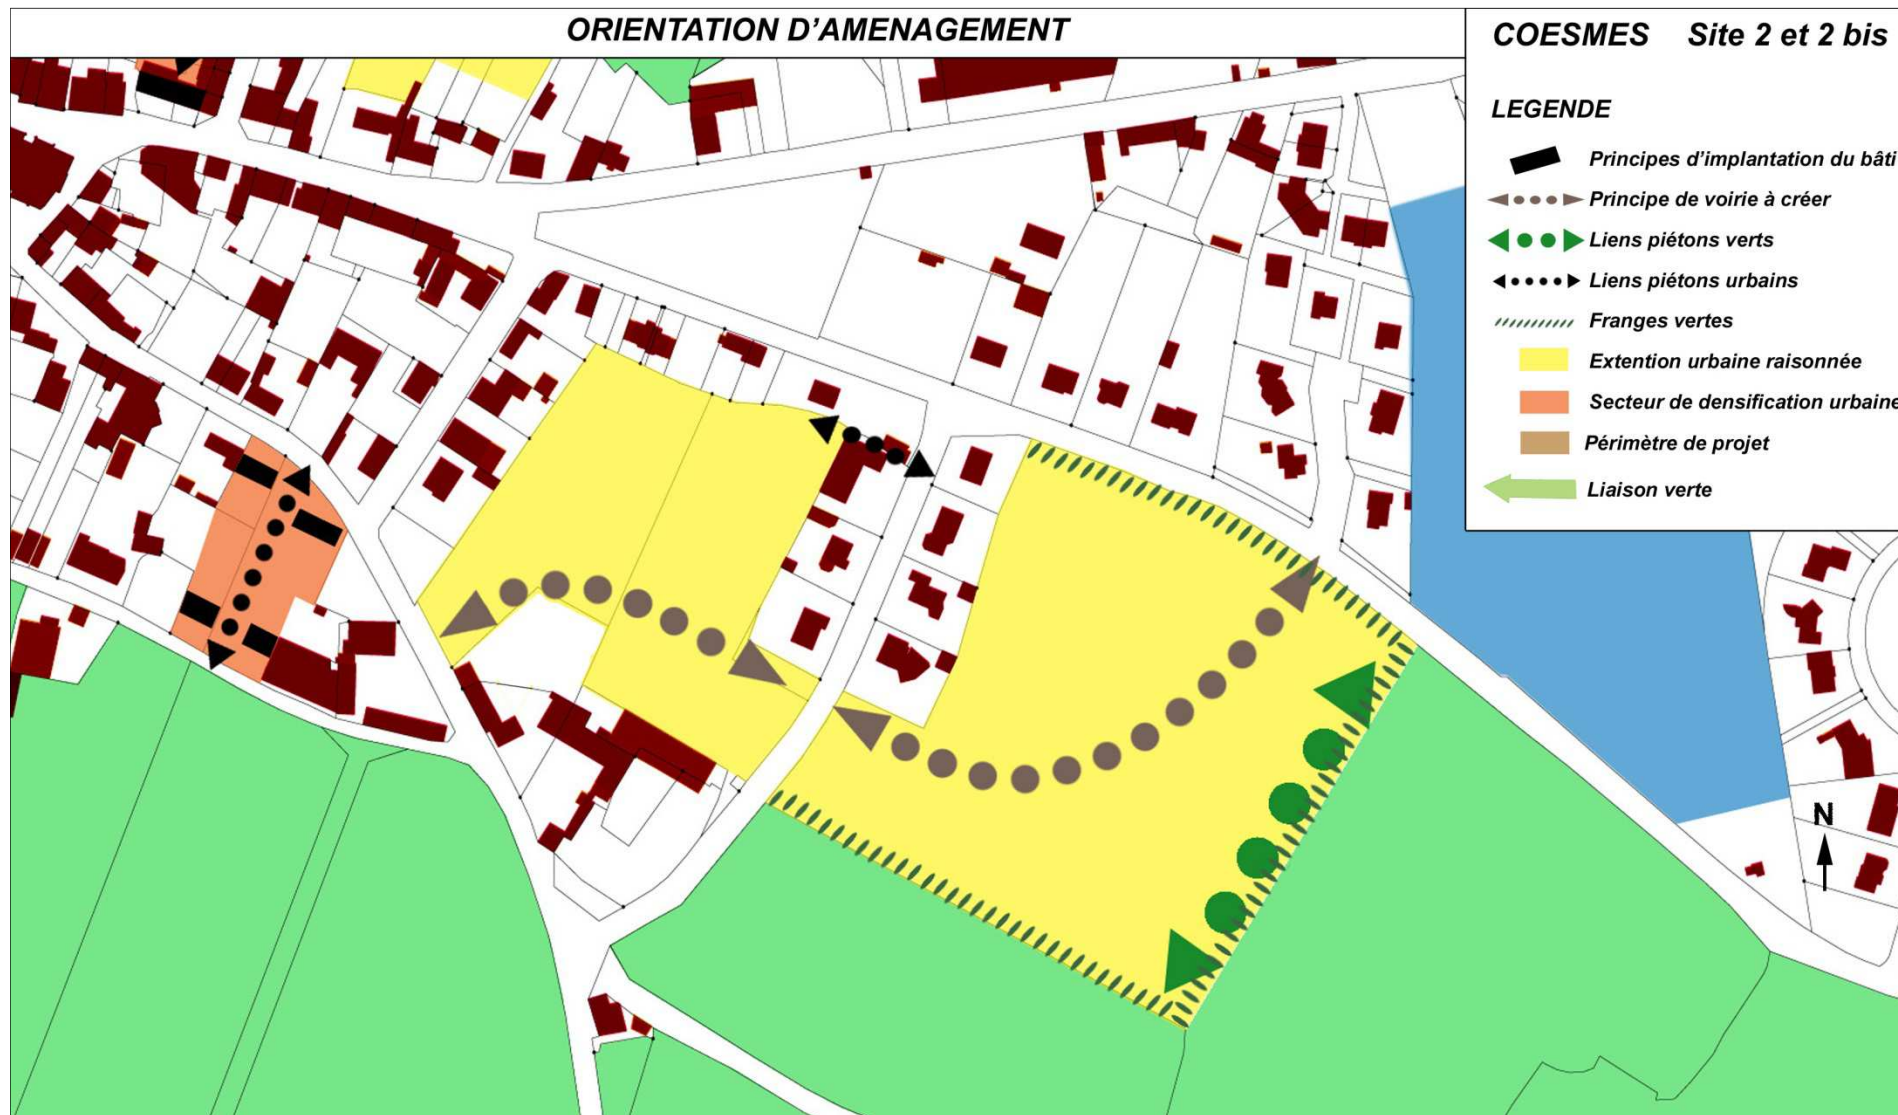 ORIENTATION D'AMENAGEMENT
COESMES Site 2 et 2 bis
LEGENDE
Principes d'implantation du bâti
Principe de voirie à créer
Liens piétons verts
Liens piétons urbains
Franges vertes
Extention urbaine raisonnée
Secteur de densification urbaine
Périmètre de projet
Liaison verte
N